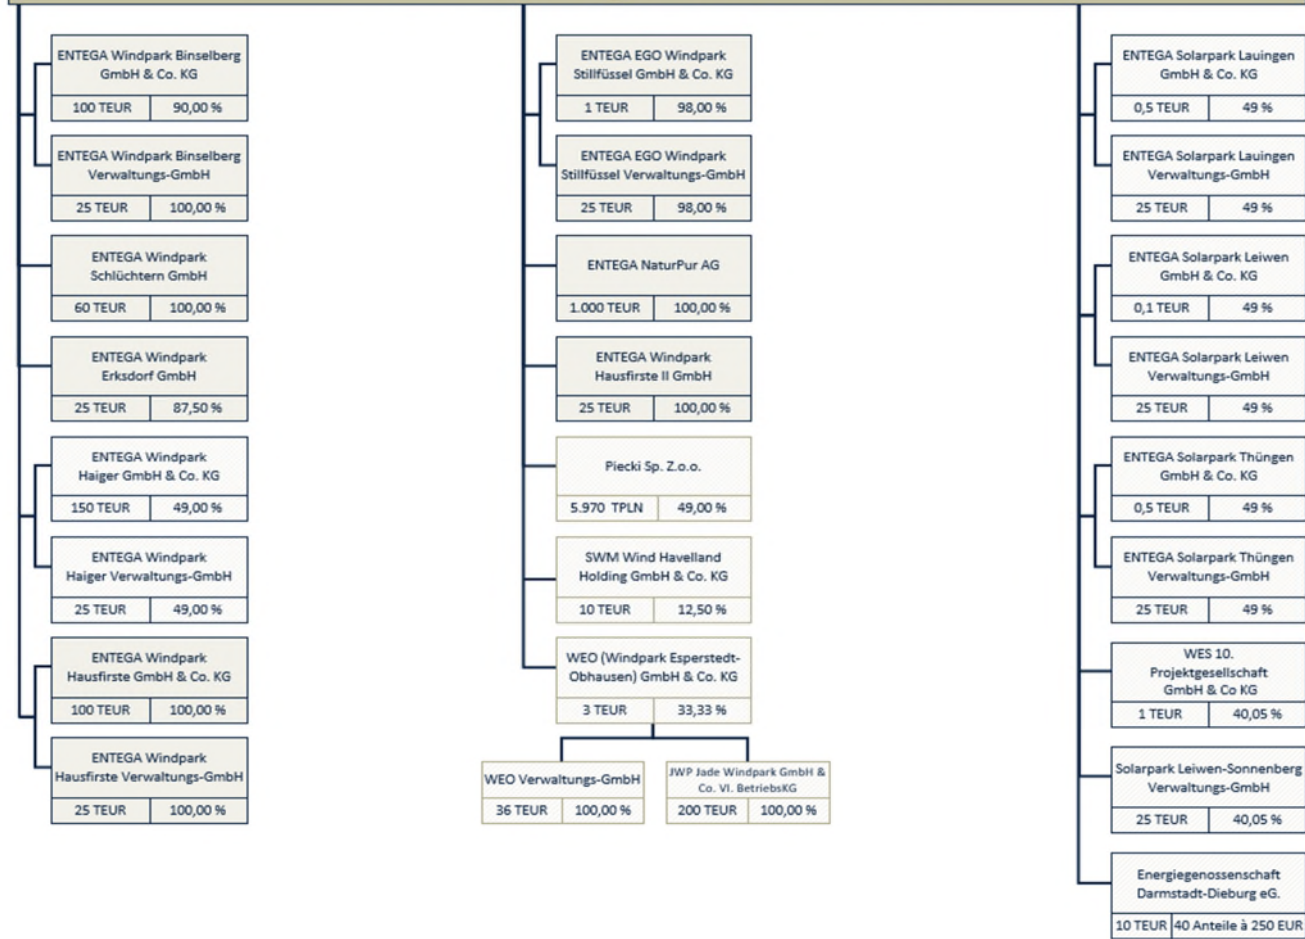 ENTEGA Windpark Binselberg
GmbH & Co. KG
100 TEUR 90,00 %
ENTEGA Windpark Binselberg
Verwaltungs-GmbH
25 TEUR 100,00 %
ENTEGA Windpark
Schlüchtern GmbH
60 TEUR 100,00 %
ENTEGA Windpark
Erksdorf GmbH
25 TEUR 87,50 %
ENTEGA Windpark
Haiger GmbH & Co. KG
150 TEUR 49,00 %
ENTEGA Windpark
Haiger Verwaltungs-GmbH
25 TEUR 49,00 %
ENTEGA Windpark
Hausfirste GmbH & Co. KG
100 TEUR 100,00 %
ENTEGA Windpark
Hausfirste Verwaltungs-GmbH
25 TEUR 100,00 %
ENTEGA EGO Windpark
Stillfüssel GmbH & Co. KG
1 TEUR 98,00 %
ENTEGA EGO Windpark
Stillfüssel Verwaltungs-GmbH
25 TEUR 98,00 %
ENTEGA NaturPur AG
1.000 TEUR 100,00 %
ENTEGA Windpark
Hausfirste II GmbH
25 TEUR 100,00 %
Piecki Sp. Z.o.o.
5.970 TPLN 49,00 %
SWM Wind Havelland
Holding GmbH & Co. KG
10 TEUR 12,50 %
WEO (Windpark Esperstedt-
Obhausen) GmbH & Co. KG
3 TEUR 33,33 %
WEO Verwaltungs-GmbH
36 TEUR 100,00 %
JWP Jade Windpark GmbH &
Co. VI. BetriebsKG
200 TEUR 100,00 %
ENTEGA Solarpark Lauingen
GmbH & Co. KG
0,5 TEUR 49 %
ENTEGA Solarpark Lauingen
Verwaltungs-GmbH
25 TEUR 49 %
ENTEGA Solarpark Leiwen
GmbH & Co. KG
0,1 TEUR 49 %
ENTEGA Solarpark Leiwen
Verwaltungs-GmbH
25 TEUR 49 %
ENTEGA Solarpark Thüngen
GmbH & Co. KG
0,5 TEUR 49 %
ENTEGA Solarpark Thüngen
Verwaltungs-GmbH
25 TEUR 49 %
WES 10.
Projektgesellschaft
GmbH & Co KG
1 TEUR 40,05 %
Solarpark Leiwen-Sonnenberg
Verwaltungs-GmbH
25 TEUR 40,05 %
Energiegenossenschaft
Darmstadt-Dieburg eG.
10 TEUR 40 Anteile à 250 EUR